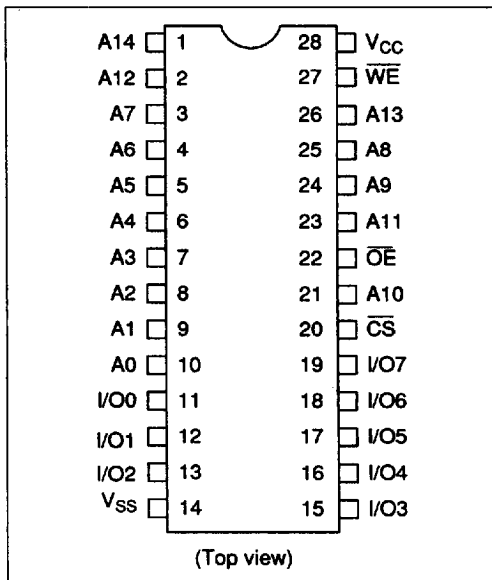 A14 1 28 VCC
A12 2 27 WE
A7 3 26 A13
A6 4 25 A8
A5 5 24 A9
A4 6 23 A11
A3 7 22 OE
A2 8 21 A10
A1 9 20 CS
A0 10 19 I/O7
I/O0 11 18 I/O6
I/O1 12 17 I/O5
I/O2 13 16 I/O4
VSS 14 15 I/O3
(Top view)